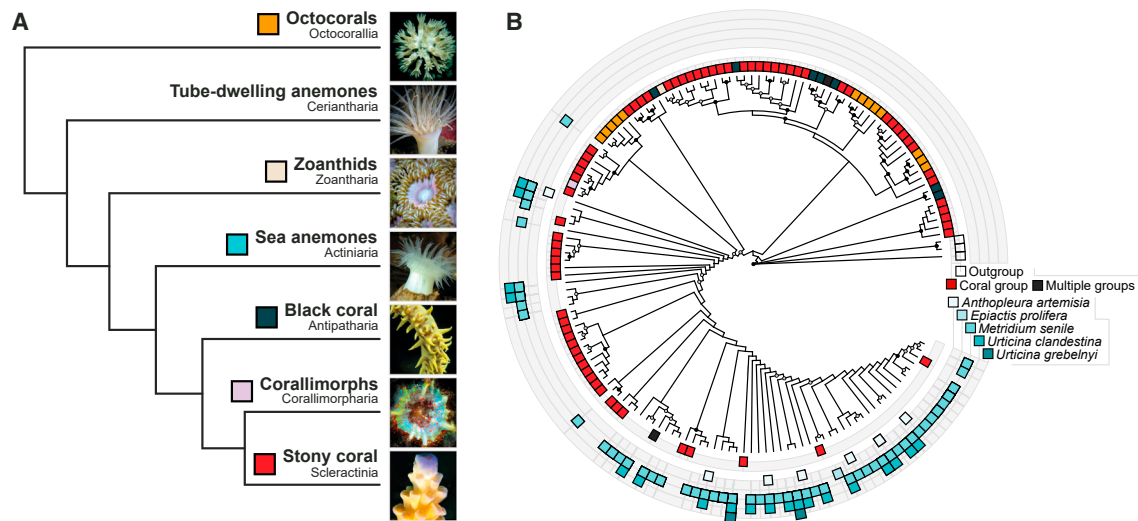 A
Octocorals
Octocorallia
Tube-dwelling anemones
Ceriantharia
Zoanthids
Zoantharia
Sea anemones
Actiniaria
Black coral
Antipatharia
Corallimorphs
Corallimorpharia
Stony coral
Scleractinia
B
Outgroup
Coral group Multiple groups
Anthopleura artemisia
Epiactis prolifera
Metridium senile
Urticina clandestina
Urticina grebelnyi